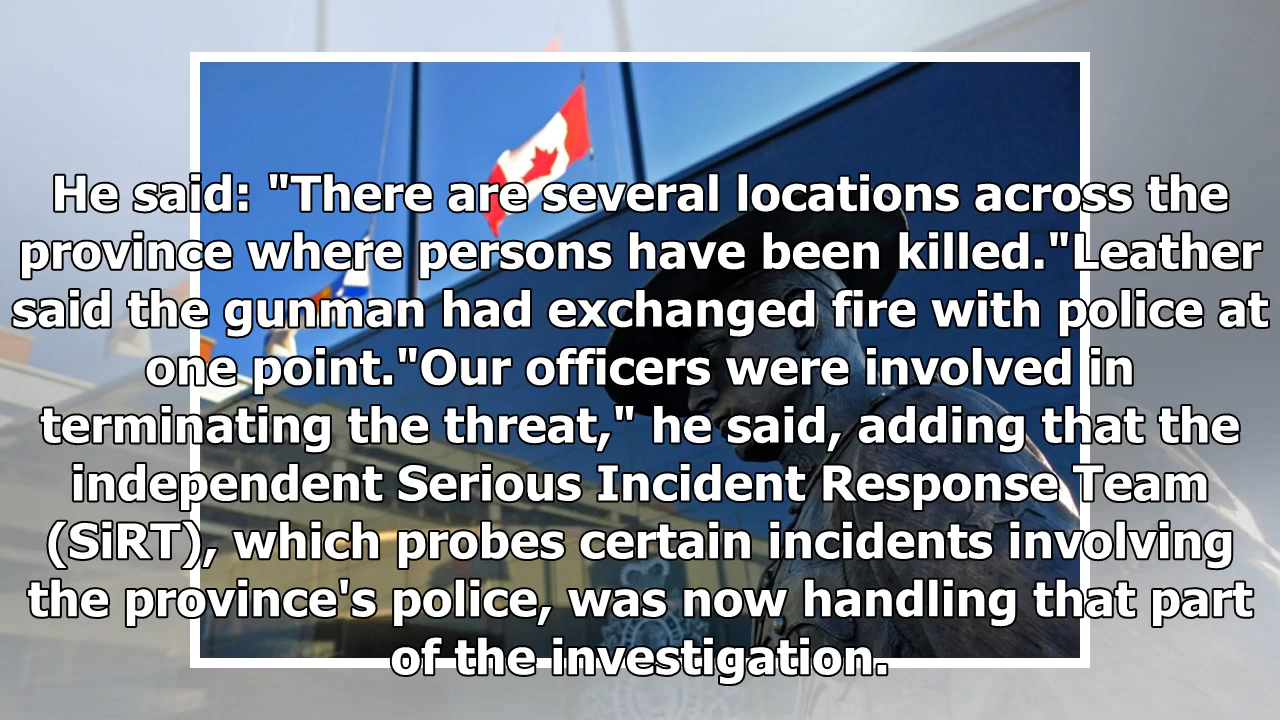 He said: "There are several locations across the
province where persons have been killed."Leather
said the gunman had exchanged fire with police at
one point."Our officers were involved in
terminating the threat," he said, adding that the
independent Serious Incident Response Team
(SiRT), which probes certain incidents involving
the province's police, was now handling that part
of the investigation.